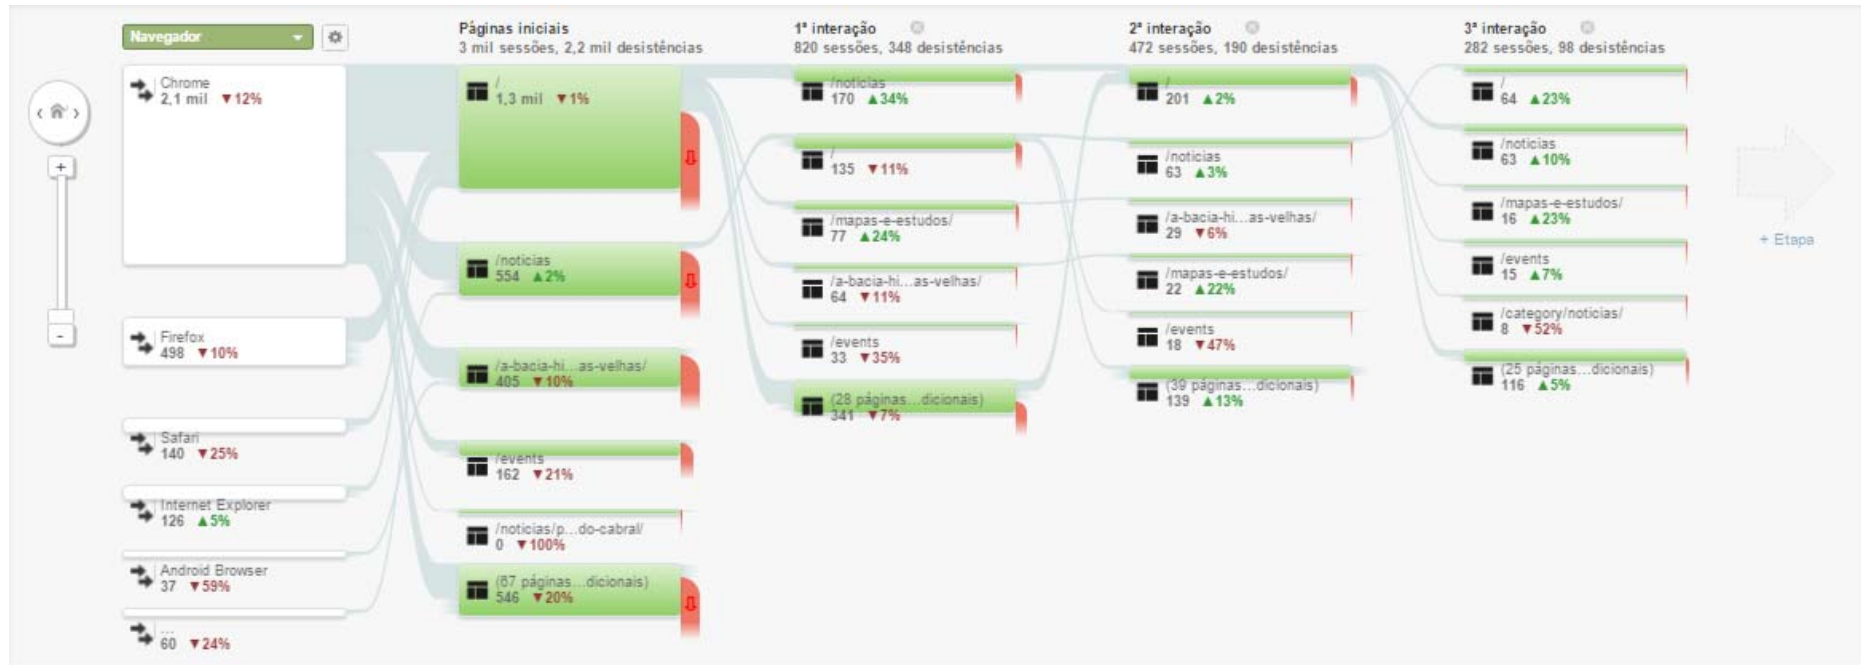 Navegador
Chrome
2,1 mil ▼12%
Firefox
498 ▼10%
Safari
140 ▼25%
Internet Explorer
126 ▲5%
Android Browser
37 ▼59%
...
60 ▼24%
+
-
Páginas iniciais
3 mil sessões, 2,2 mil desistências
/
1,3 mil ▼1%
/noticias
554 ▲2%
/a-bacia-hi...as-velhas/
405 ▼10%
/events
162 ▼21%
/noticias/p...do-cabral/
0 ▼100%
(67 páginas...dicionais)
546 ▼20%
1ª interação
820 sessões, 348 desistências
/noticias
170 ▲34%
/
135 ▼11%
/mapas-e-estudos/
77 ▲24%
/a-bacia-hi...as-velhas/
64 ▼11%
/events
33 ▼35%
(28 páginas...dicionais)
341 ▼7%
2ª interação
472 sessões, 190 desistências
/
201 ▲2%
/noticias
63 ▲3%
/a-bacia-hi...as-velhas/
29 ▼6%
/mapas-e-estudos/
22 ▲22%
/events
18 ▼47%
(39 páginas...dicionais)
139 ▲13%
3ª interação
282 sessões, 98 desistências
/
64 ▲23%
/noticias
63 ▲10%
/mapas-e-estudos/
16 ▲23%
/events
15 ▲7%
/category/noticias/
8 ▼52%
(25 páginas...dicionais)
116 ▲5%
+ Etapa